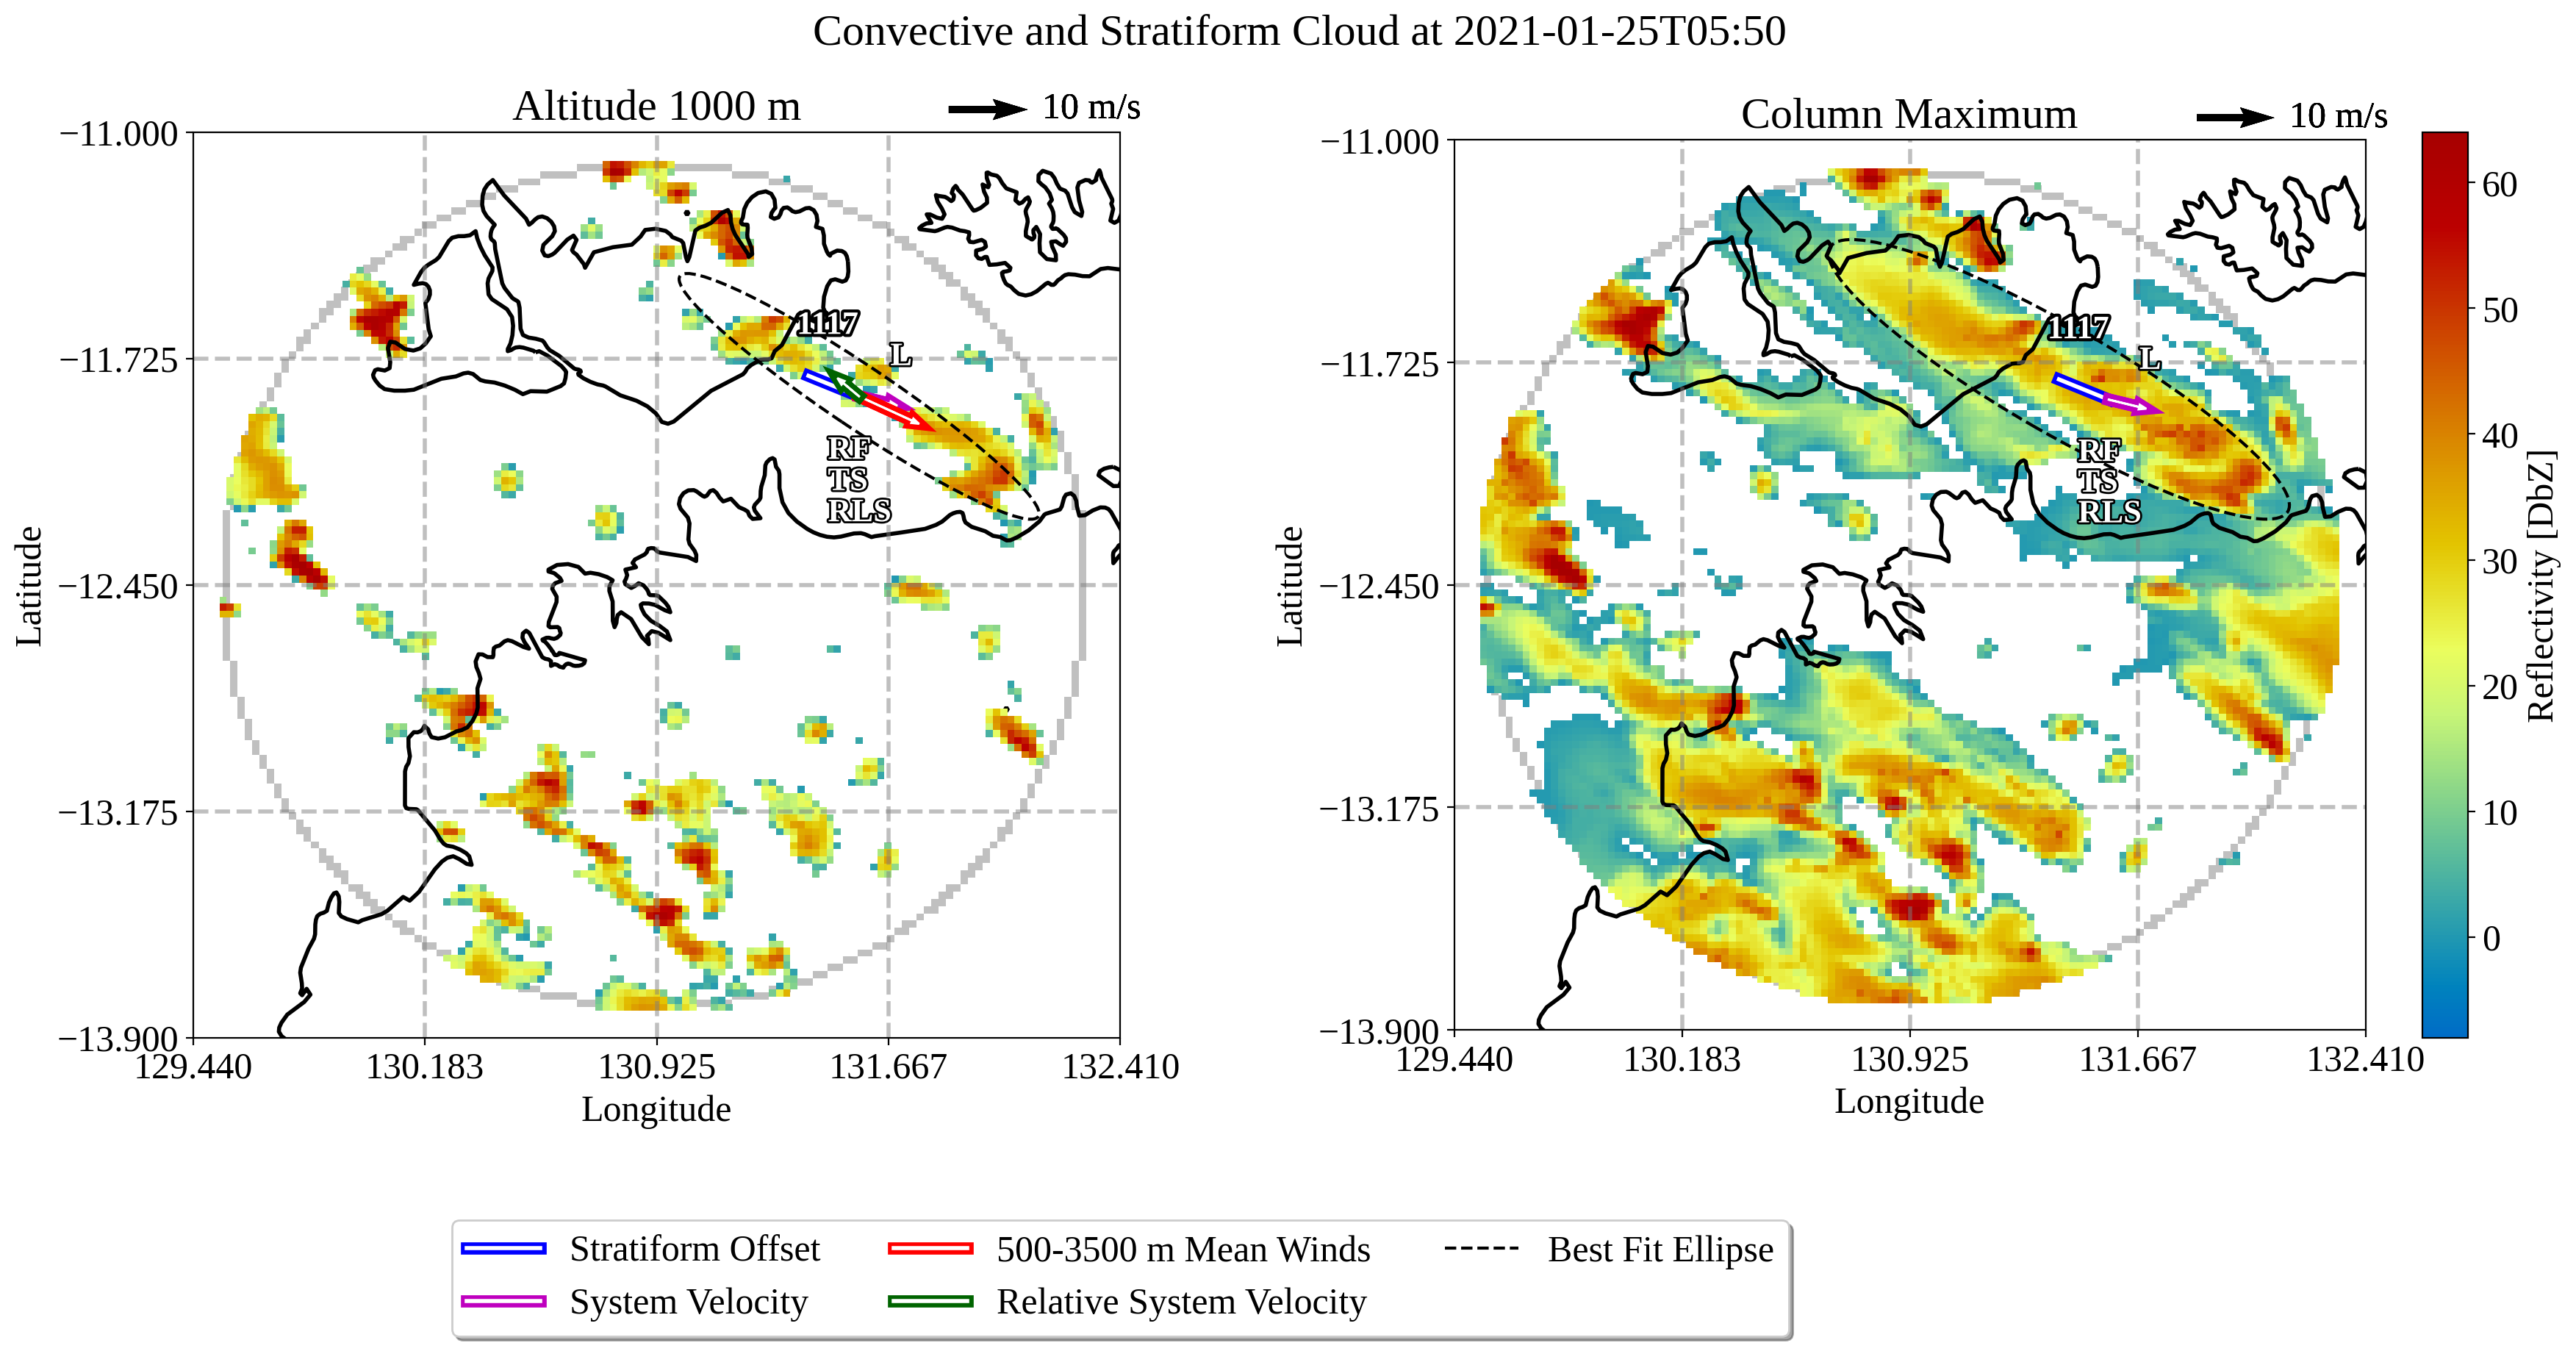 Convective and Stratiform Cloud at 2021-01-25T05:50
Altitude 1000 m
10 m/s
−11.000
−11.725
−12.450
−13.175
−13.900
Latitude
129.440
130.183
130.925
131.667
132.410
Longitude
1117
L
RF
TS
RLS
Column Maximum
10 m/s
−11.000
−11.725
−12.450
−13.175
−13.900
Latitude
129.440
130.183
130.925
131.667
132.410
Longitude
1117
L
RF
TS
RLS
60
50
40
30
20
10
0
Reflectivity [DbZ]
Stratiform Offset
System Velocity
500-3500 m Mean Winds
Relative System Velocity
Best Fit Ellipse